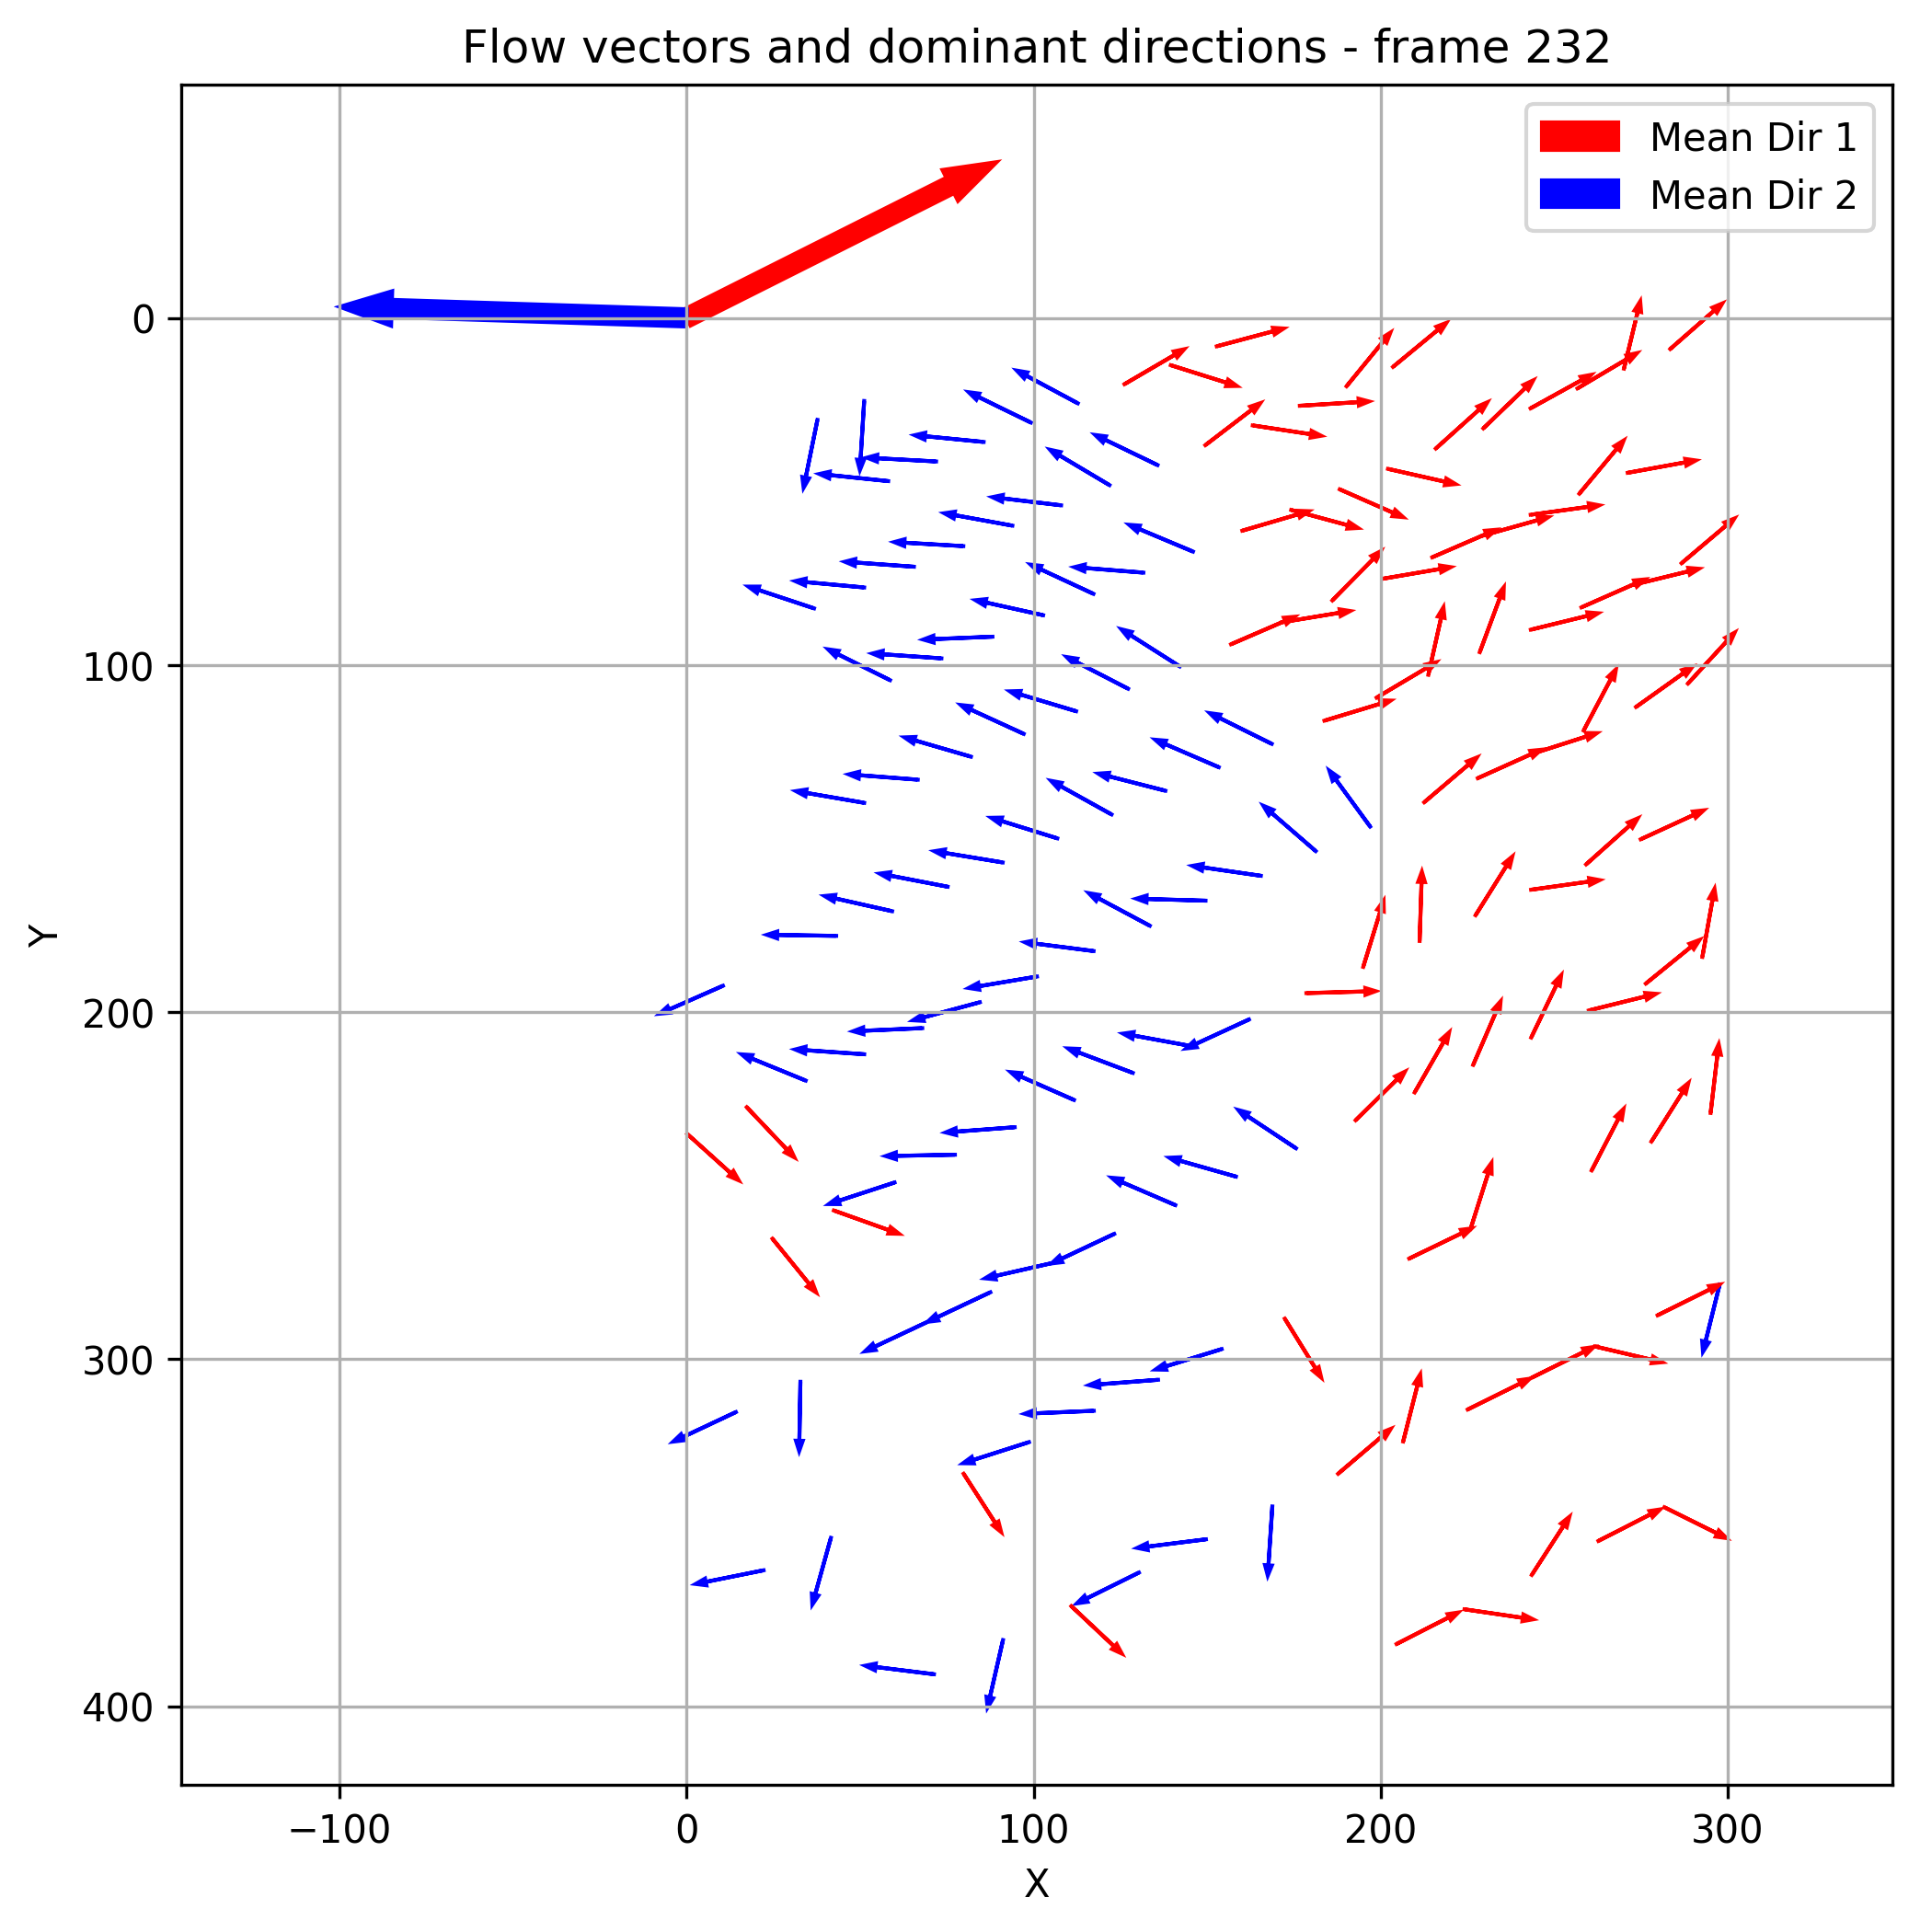 Flow vectors and dominant directions - frame 232
Mean Dir 1
Mean Dir 2
0
100
200
300
400
Y
−100
0
100
200
300
X